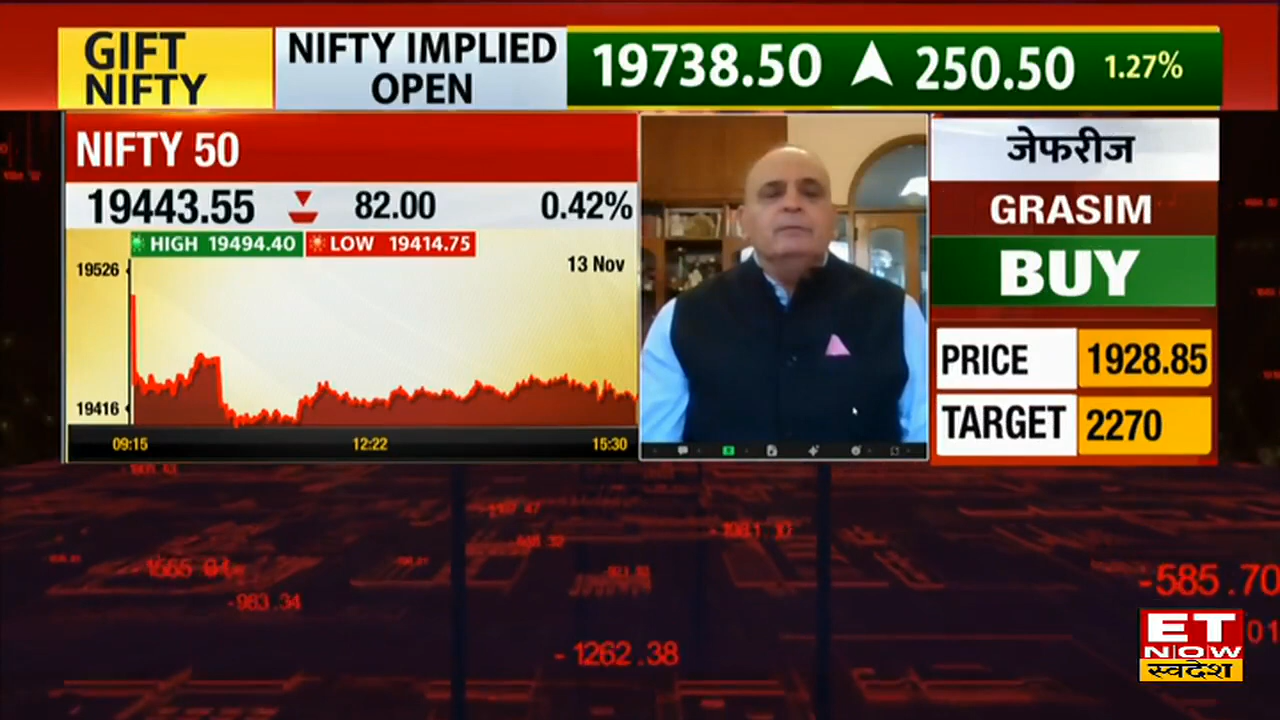 GIFT
NIFTY
NIFTY IMPLIED
OPEN
19738.50 ▲ 250.50 1.27%
NIFTY 50
19443.55 82.00 0.42%
HIGH 19494.40 LOW 19414.75
13 Nov
19526
19416
09:15 12:22 15:30
जेफरीज
GRASIM
BUY
PRICE 1928.85
TARGET 2270
-983.34
-1262.38
-585.70
ET
NOW
स्वदेश